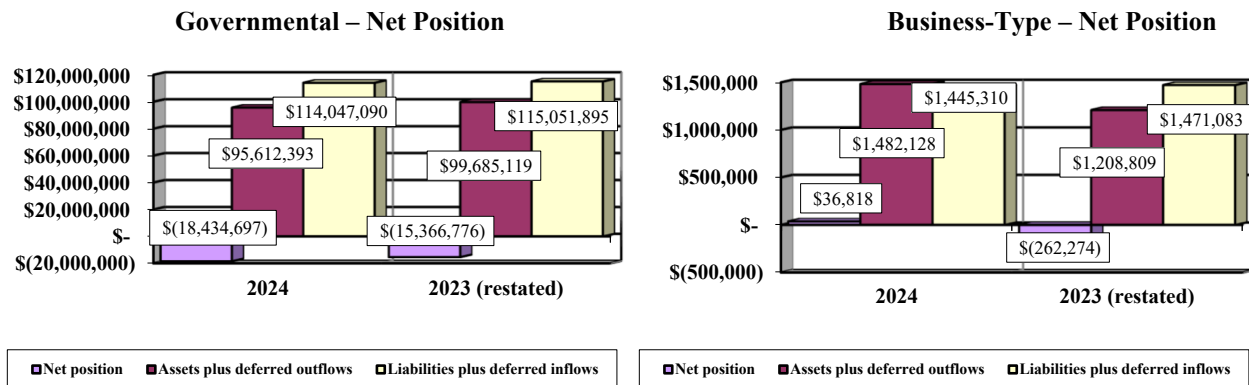 Governmental – Net Position
$120,000,000
$100,000,000
$80,000,000
$60,000,000
$40,000,000
$20,000,000
$-
$(20,000,000)
$114,047,090
$115,051,895
$95,612,393
$99,685,119
$(18,434,697)
$(15,366,776)
2024
2023 (restated)
Net position
Assets plus deferred outflows
Liabilities plus deferred inflows
Business-Type – Net Position
$1,500,000
$1,000,000
$500,000
$-
$(500,000)
$1,445,310
$1,471,083
$1,482,128
$1,208,809
$36,818
$(262,274)
2024
2023 (restated)
Net position
Assets plus deferred outflows
Liabilities plus deferred inflows